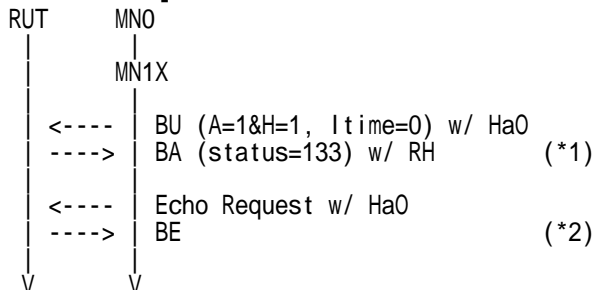 RUT MN0
| |
| MN1X
| |
| <---- | BU (A=1&H=1, ltime=0) w/ HaO
| ----> | BA (status=133) w/ RH (*1)
| |
| <---- | Echo Request w/ HaO
| ----> | BE (*2)
| |
V V